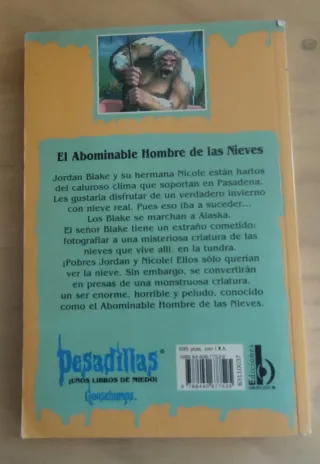 El Abominable Hombre de las Nieves
Jordan Blake y su hermana Nicole están hartos
del caluroso clima que soportan en Pasadena.
Les gustaría disfrutar de un verdadero invierno
con nieve real. Pues eso iba a suceder...
Los Blake se marchan a Alaska.
El señor Blake tiene un extraño cometido:
fotografiar a una misteriosa criatura de las
nieves que vive allí, en la tundra.
¡Pobres Jordan y Nicole! Ellos sólo querían
ver la nieve. Sin embargo, se convertirán
en presas de una monstruosa criatura,
un ser enorme, horrible y peludo, conocido
como el Abominable Hombre de las Nieves.
Pesadillas
¡UNOS LIBROS DE MIEDO!
Goosebumps
Ediciones